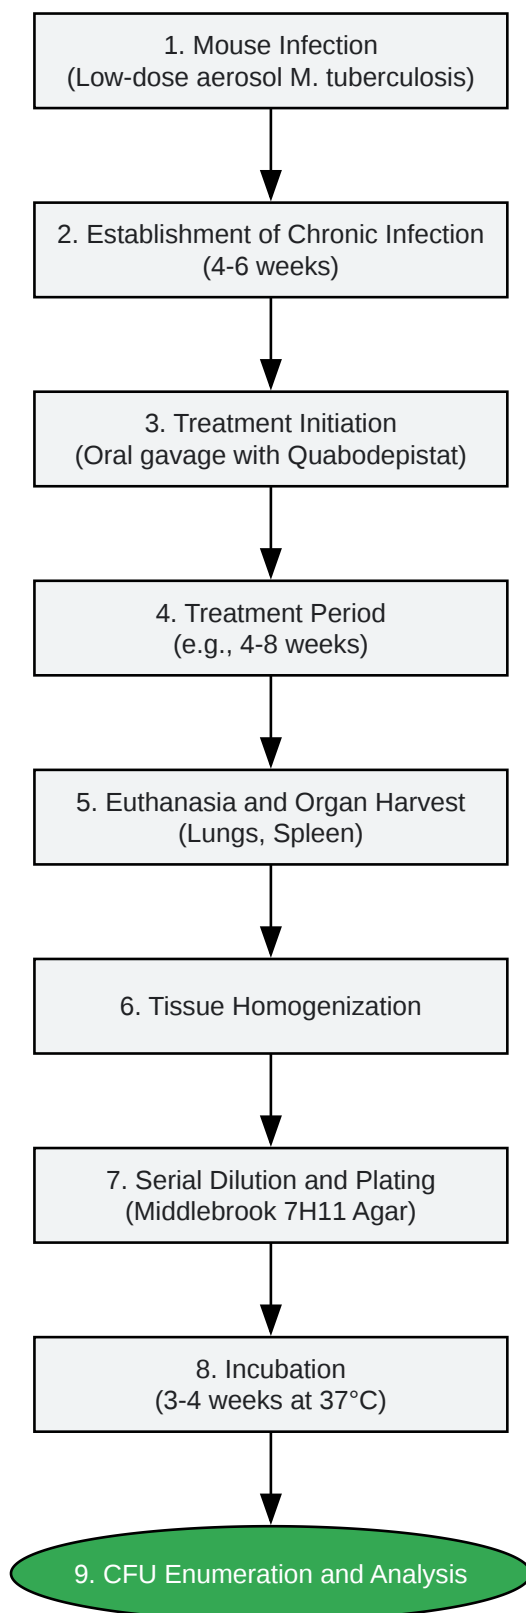 1. Mouse Infection
(Low-dose aerosol M. tuberculosis)
2. Establishment of Chronic Infection
(4-6 weeks)
3. Treatment Initiation
(Oral gavage with Quabodepistat)
4. Treatment Period
(e.g., 4-8 weeks)
5. Euthanasia and Organ Harvest
(Lungs, Spleen)
6. Tissue Homogenization
7. Serial Dilution and Plating
(Middlebrook 7H11 Agar)
8. Incubation
(3-4 weeks at 37°C)
9. CFU Enumeration and Analysis